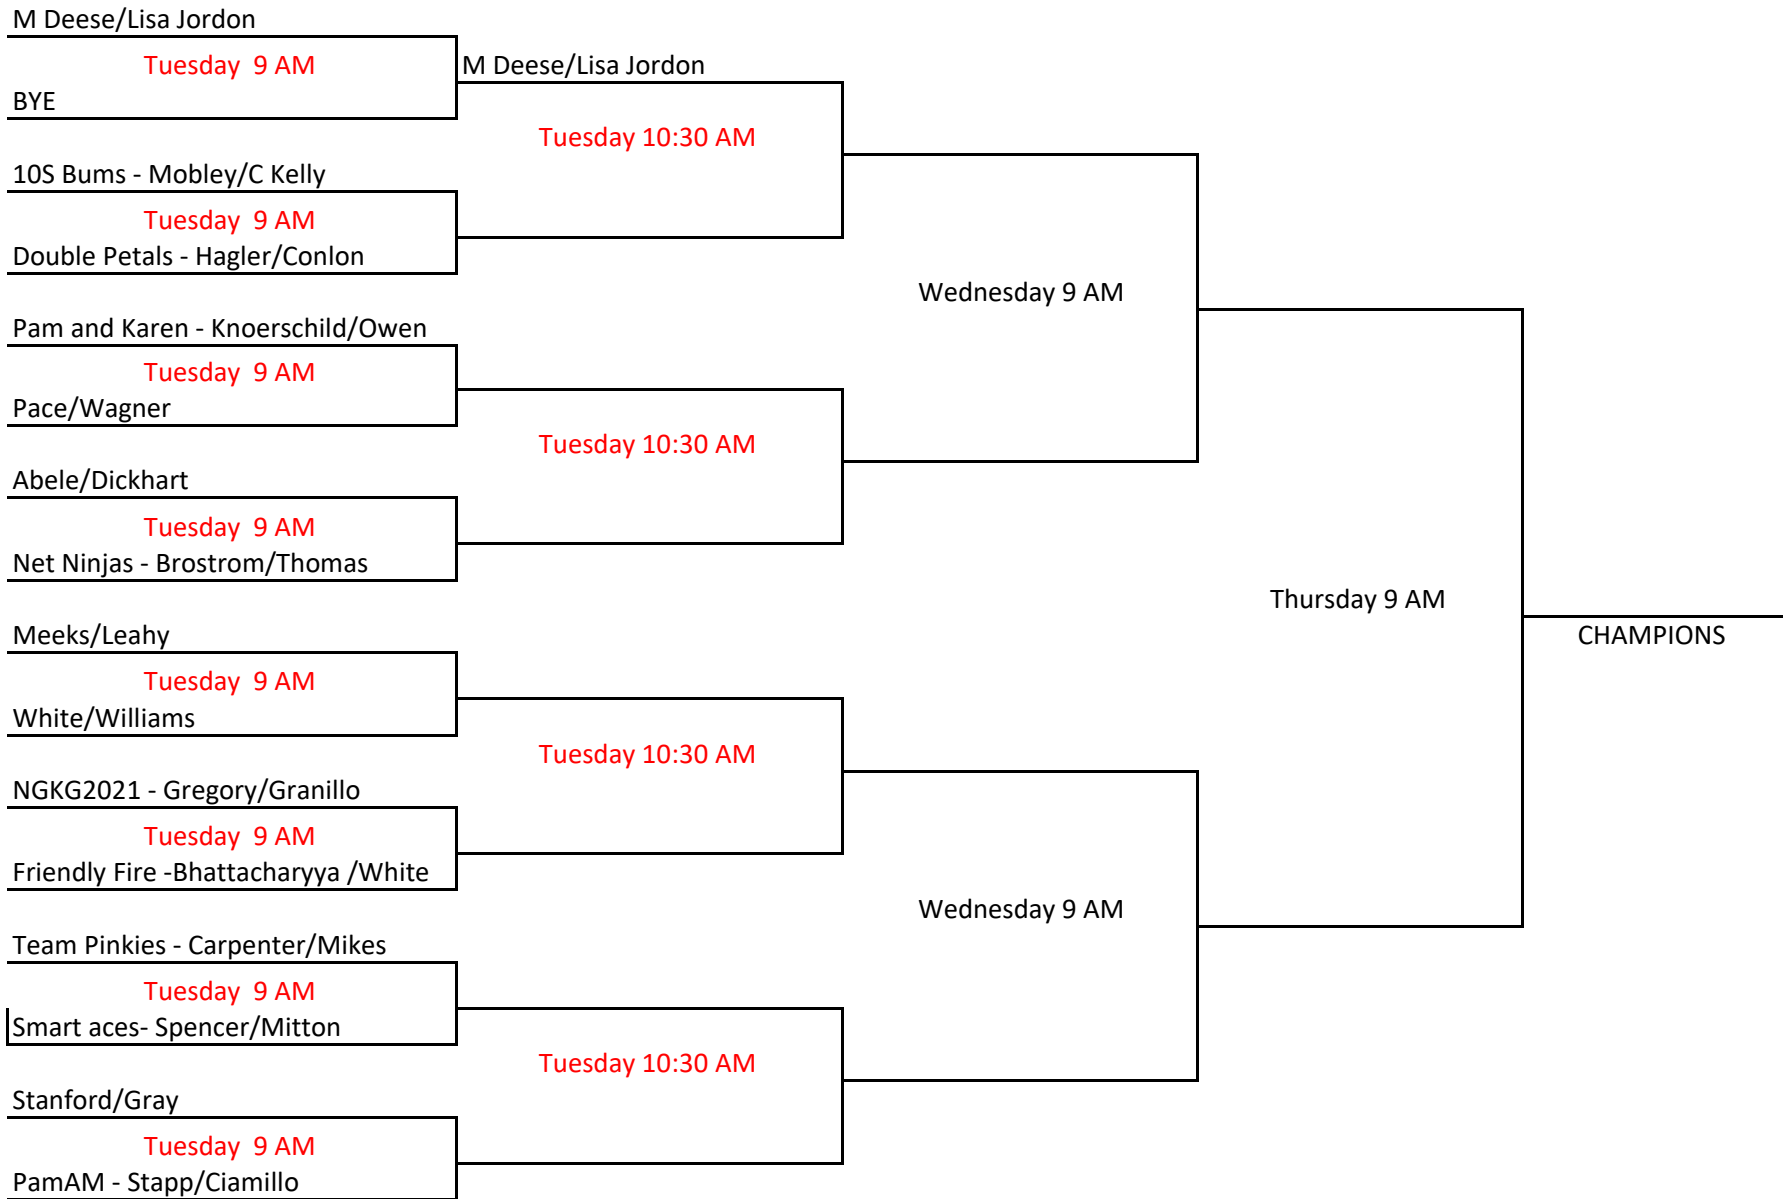 M Deese/Lisa Jordon
Tuesday  9 AM
M Deese/Lisa Jordon
BYE
Tuesday 10:30 AM
10S Bums - Mobley/C Kelly
Tuesday  9 AM
Double Petals - Hagler/Conlon
Wednesday 9 AM
Pam and Karen - Knoerschild/Owen
Tuesday  9 AM
Pace/Wagner
Tuesday 10:30 AM
Abele/Dickhart
Tuesday  9 AM
Net Ninjas - Brostrom/Thomas
Thursday 9 AM
CHAMPIONS
Meeks/Leahy
Tuesday  9 AM
White/Williams
Tuesday 10:30 AM
NGKG2021 - Gregory/Granillo
Tuesday  9 AM
Friendly Fire -Bhattacharyya /White
Wednesday 9 AM
Team Pinkies - Carpenter/Mikes
Tuesday  9 AM
Smart aces- Spencer/Mitton
Tuesday 10:30 AM
Stanford/Gray
Tuesday  9 AM
PamAM - Stapp/Ciamillo